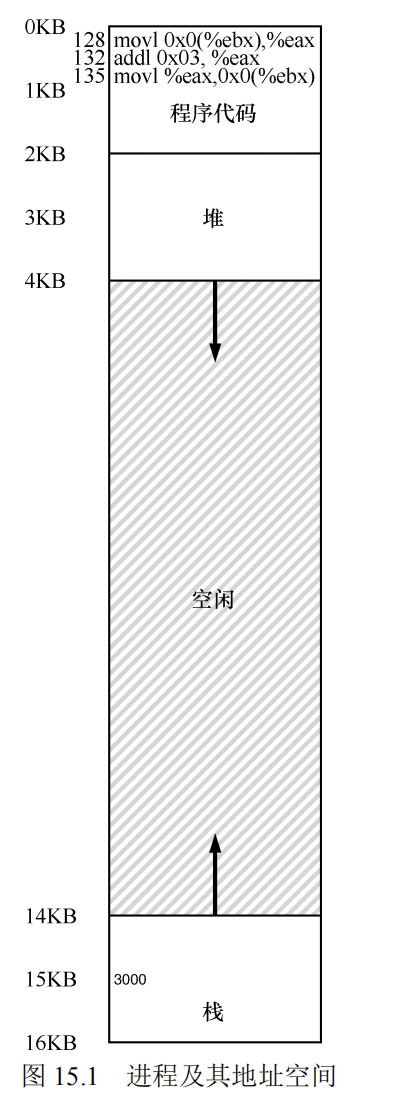 0KB
128 movl 0x0(%ebx),%eax
132 addl 0x03, %eax
135 movl %eax,0x0(%ebx)
1KB
程序代码
2KB
3KB 堆
4KB
空闲
14KB
15KB 3000
栈
16KB
图 15.1 进程及其地址空间